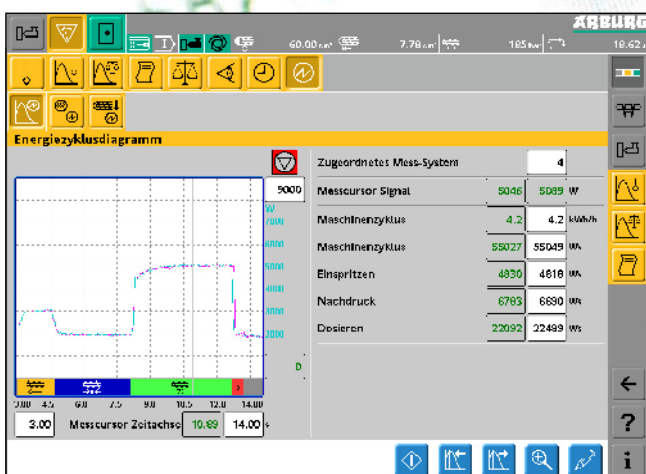 ARBURG
60.00 cm³ 7.78 cm³ 185 bar 18.62 s
Energiezyklusdiagramm
Zugeordnetes Mess-System 4
9000 Messcursor Signal 5046 5089 W
W
7000 Maschinenzyklus 4.2 4.2 kWh/h
6000 Maschinenzyklus 55027 55049 Ws
5000 Einspritzen 4830 4818 Ws
4000
3000 Nachdruck 6783 6690 Ws
2000 Dosieren 22092 22499 Ws
D
3.00 4.5 6.0 7.5 9.0 10.5 12.0 14.00
3.00 Messcursor Zeitachse 10.89 14.00 s
? i